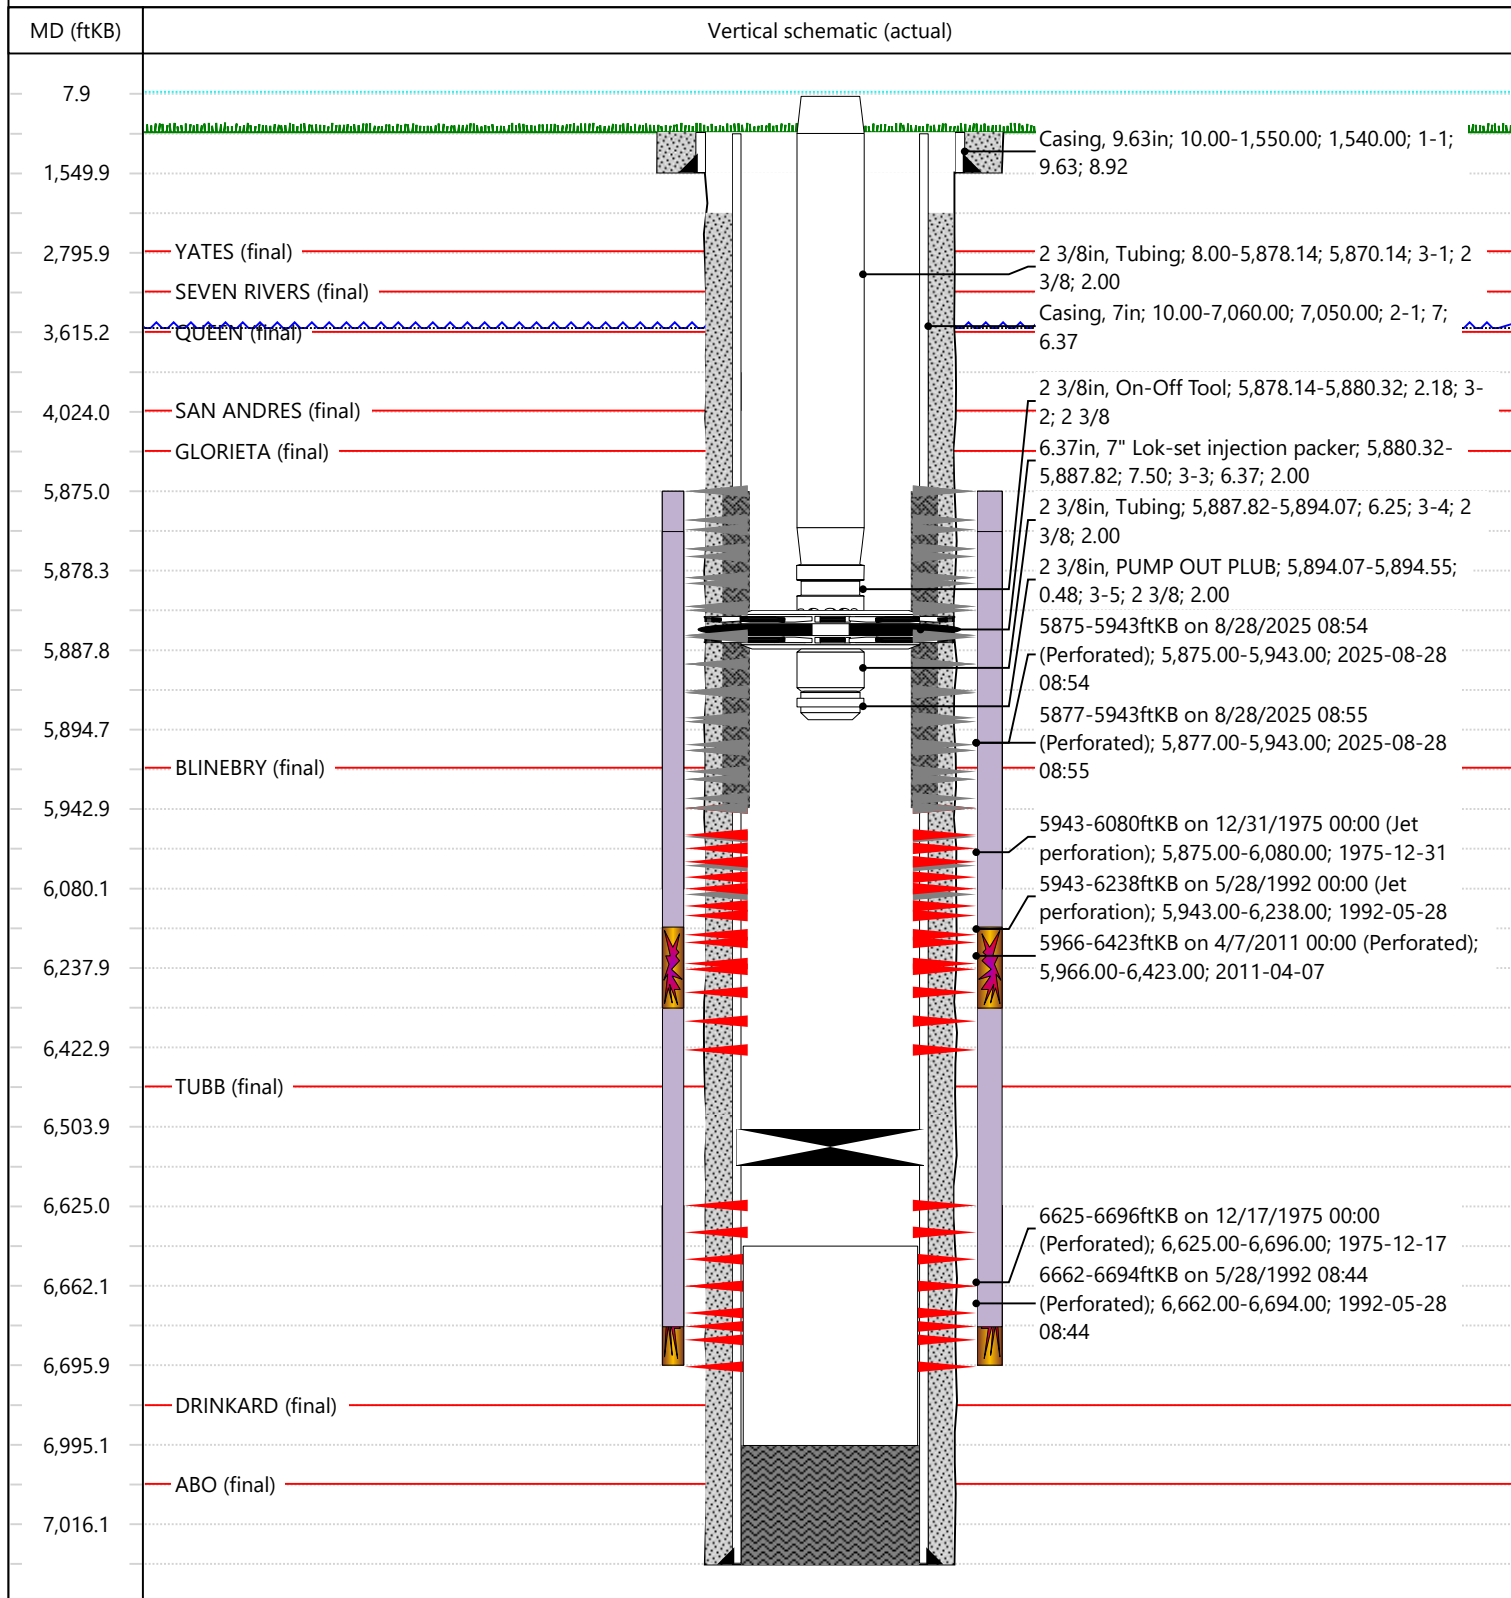 MD (ftKB)
Vertical schematic (actual)
7.9
Casing, 9.63in; 10.00-1,550.00; 1,540.00; 1-1;
9.63; 8.92
1,549.9
2,795.9
YATES (final)
2 3/8in, Tubing; 8.00-5,878.14; 5,870.14; 3-1; 2
3/8; 2.00
SEVEN RIVERS (final)
Casing, 7in; 10.00-7,060.00; 7,050.00; 2-1; 7;
6.37
3,615.2
QUEEN (final)
2 3/8in, On-Off Tool; 5,878.14-5,880.32; 2.18; 3-
2; 2 3/8
4,024.0
SAN ANDRES (final)
GLORIETA (final)
6.37in, 7" Lok-set injection packer; 5,880.32-
5,887.82; 7.50; 3-3; 6.37; 2.00
5,875.0
2 3/8in, Tubing; 5,887.82-5,894.07; 6.25; 3-4; 2
3/8; 2.00
5,878.3
2 3/8in, PUMP OUT PLUB; 5,894.07-5,894.55;
0.48; 3-5; 2 3/8; 2.00
5875-5943ftKB on 8/28/2025 08:54
(Perforated); 5,875.00-5,943.00; 2025-08-28
08:54
5,887.8
5877-5943ftKB on 8/28/2025 08:55
(Perforated); 5,877.00-5,943.00; 2025-08-28
08:55
5,894.7
BLINEBRY (final)
5,942.9
5943-6080ftKB on 12/31/1975 00:00 (Jet
perforation); 5,875.00-6,080.00; 1975-12-31
6,080.1
5943-6238ftKB on 5/28/1992 00:00 (Jet
perforation); 5,943.00-6,238.00; 1992-05-28
5966-6423ftKB on 4/7/2011 00:00 (Perforated);
5,966.00-6,423.00; 2011-04-07
6,237.9
6,422.9
TUBB (final)
6,503.9
6,625.0
6625-6696ftKB on 12/17/1975 00:00
(Perforated); 6,625.00-6,696.00; 1975-12-17
6,662.1
6662-6694ftKB on 5/28/1992 08:44
(Perforated); 6,662.00-6,694.00; 1992-05-28
08:44
6,695.9
DRINKARD (final)
6,995.1
ABO (final)
7,016.1